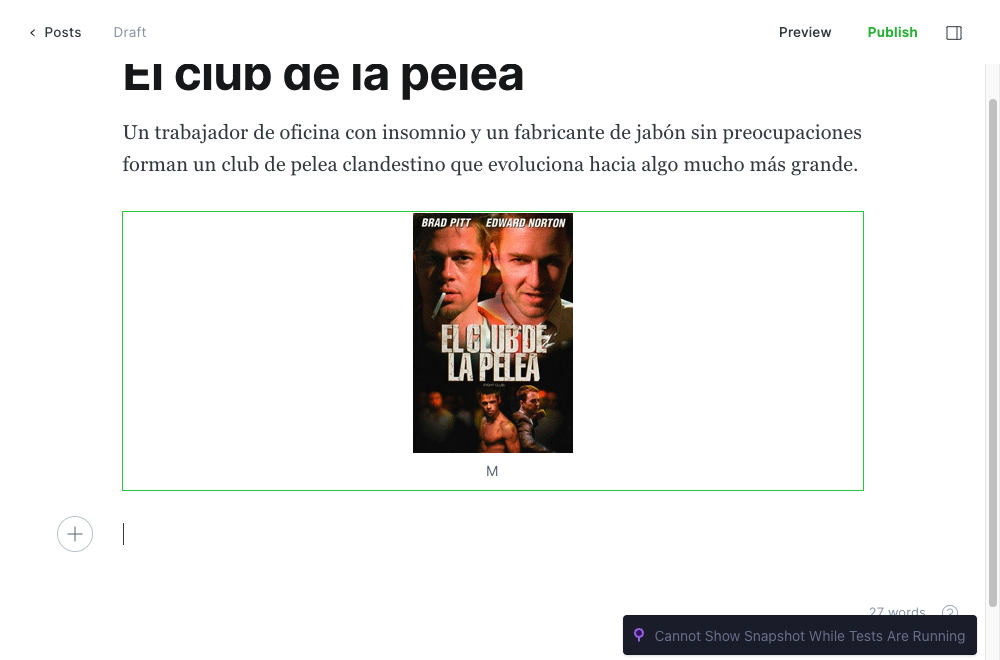 Posts
Draft
Preview
Publish
El club de la pelea
Un trabajador de oficina con insomnio y un fabricante de jabón sin preocupaciones
forman un club de pelea clandestino que evoluciona hacia algo mucho más grande.
BRAD PITT EDWARD NORTON
EL CLUB DE
LA PELEA
M
27 words
Cannot Show Snapshot While Tests Are Running